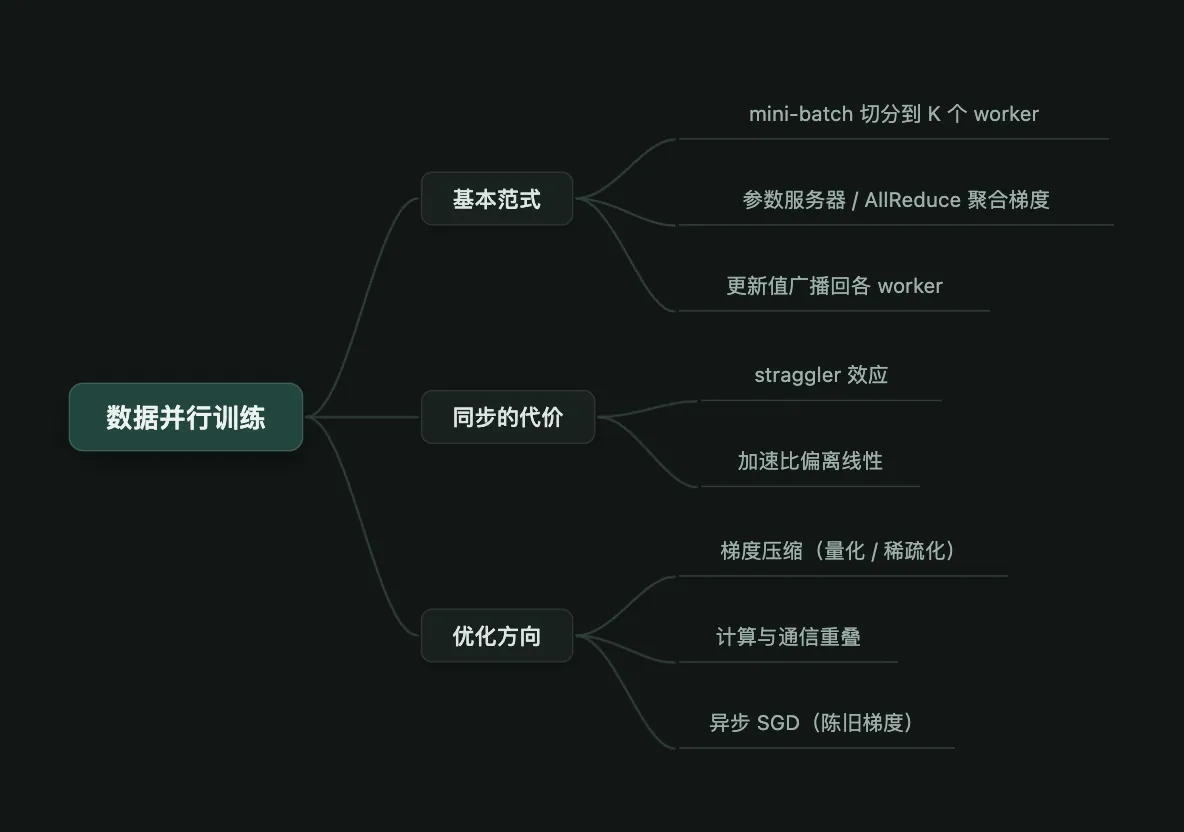 数据并行训练
基本范式
mini-batch 切分到 K 个 worker
参数服务器 / AllReduce 聚合梯度
更新值广播回各 worker
同步的代价
straggler 效应
加速比偏离线性
优化方向
梯度压缩（量化 / 稀疏化）
计算与通信重叠
异步 SGD（陈旧梯度）